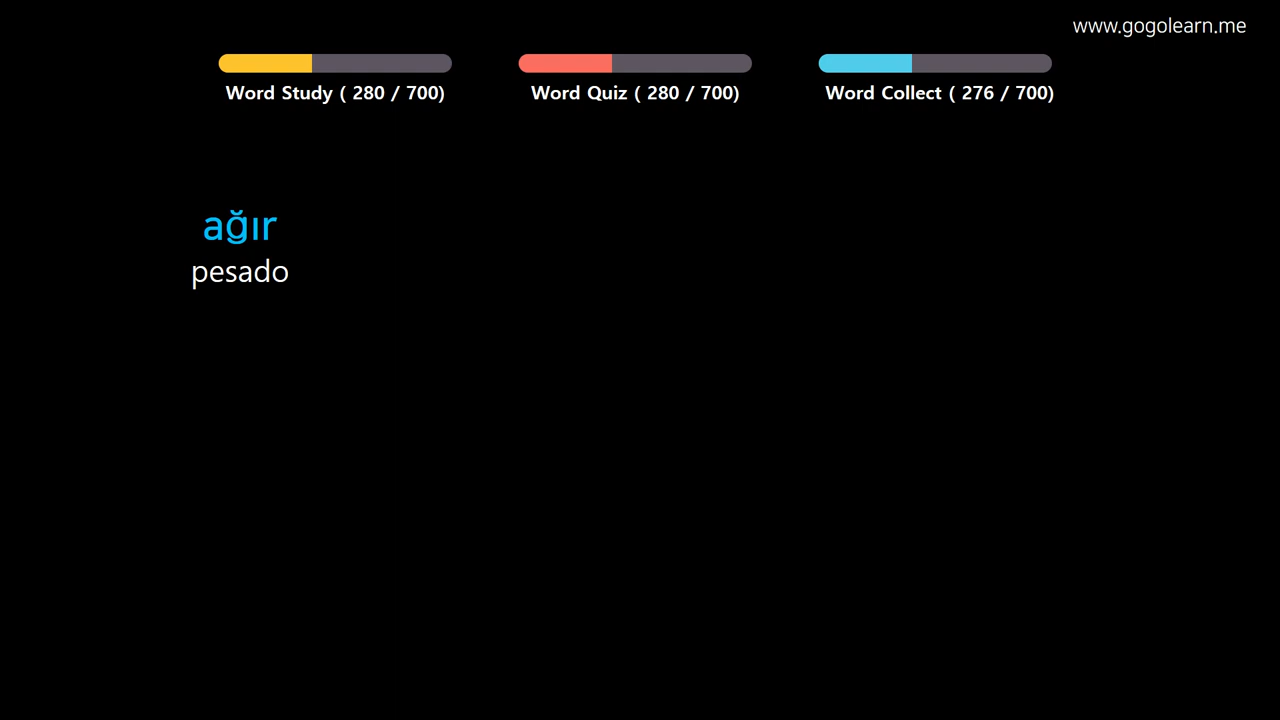 www.gogolearn.me
Word Study ( 280 / 700)
Word Quiz ( 280 / 700)
Word Collect ( 276 / 700)
ağır
pesado